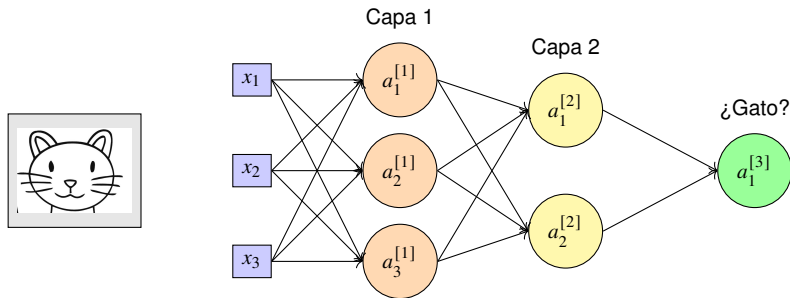 Capa 1
Capa 2
¿Gato?
x₁
x₂
x₃
a₁^[1]
a₂^[1]
a₃^[1]
a₁^[2]
a₂^[2]
a₁^[3]